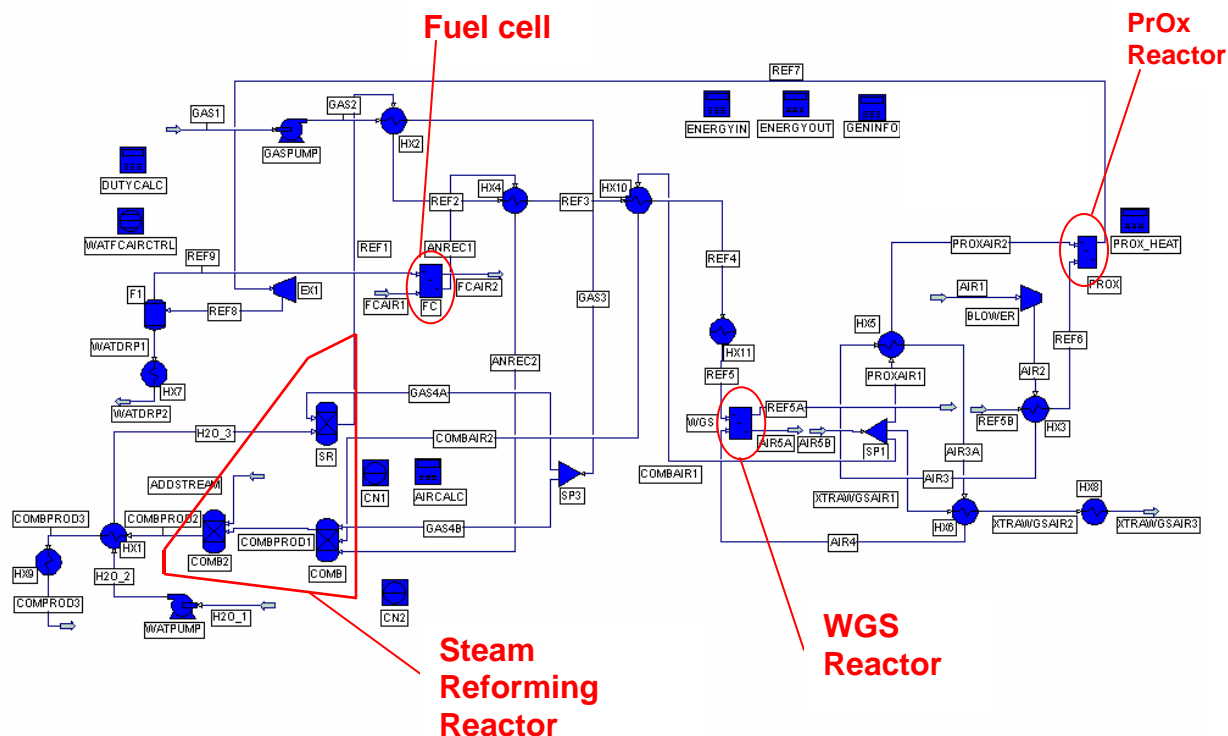 Fuel cell
PrOx
Reactor
REF7
GAS1
GAS2
HX2
GASPUMP
ENERGYIN
ENERGYOUT
GENINFO
DUTYCALC
WATFCAIRCTRL
REF2
HX4
REF3
HX10
REF1
ANREC1
REF4
PROXAIR2
PROX_HEAT
PROX
REF9
FCAIR2
GAS3
AIR1
BLOWER
F1
EX1
FCAIR1
FC
REF8
HX11
HX5
REF6
WATDRP1
ANREC2
REF5
PROXAIR1
AIR2
HX7
WATDRP2
GAS4A
WGS
REF5A
REF5B
HX3
H2O_3
COMBAIR2
AIR5A
AIR5B
SP1
AIR3A
SR
COMBAIR1
AIR3
ADDSTREAM
CN1
AIRCALC
SP3
XTRAWGSAIR1
HX8
COMBPROD3
COMBPROD2
GAS4B
HX6
XTRAWGSAIR2
XTRAWGSAIR3
HX1
COMBPROD1
AIR4
HX9
COMB2
COMB
H2O_2
COMPROD3
WATPUMP
H2O_1
CN2
Steam
Reforming
Reactor
WGS
Reactor